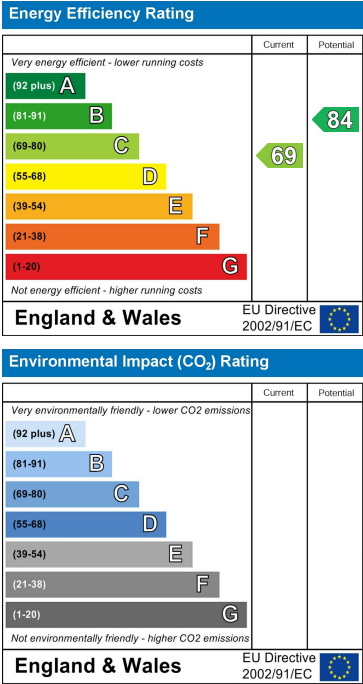 Energy Efficiency Rating
Current Potential
Very energy efficient - lower running costs
(92 plus) A
(81-91) B
(69-80) C
(55-68) D
(39-54) E
(21-38) F
(1-20) G
84
69
Not energy efficient - higher running costs
England & Wales
EU Directive
2002/91/EC
Environmental Impact (CO₂) Rating
Current Potential
Very environmentally friendly - lower CO2 emissions
(92 plus) A
(81-91) B
(69-80) C
(55-68) D
(39-54) E
(21-38) F
(1-20) G
Not environmentally friendly - higher CO2 emissions
England & Wales
EU Directive
2002/91/EC